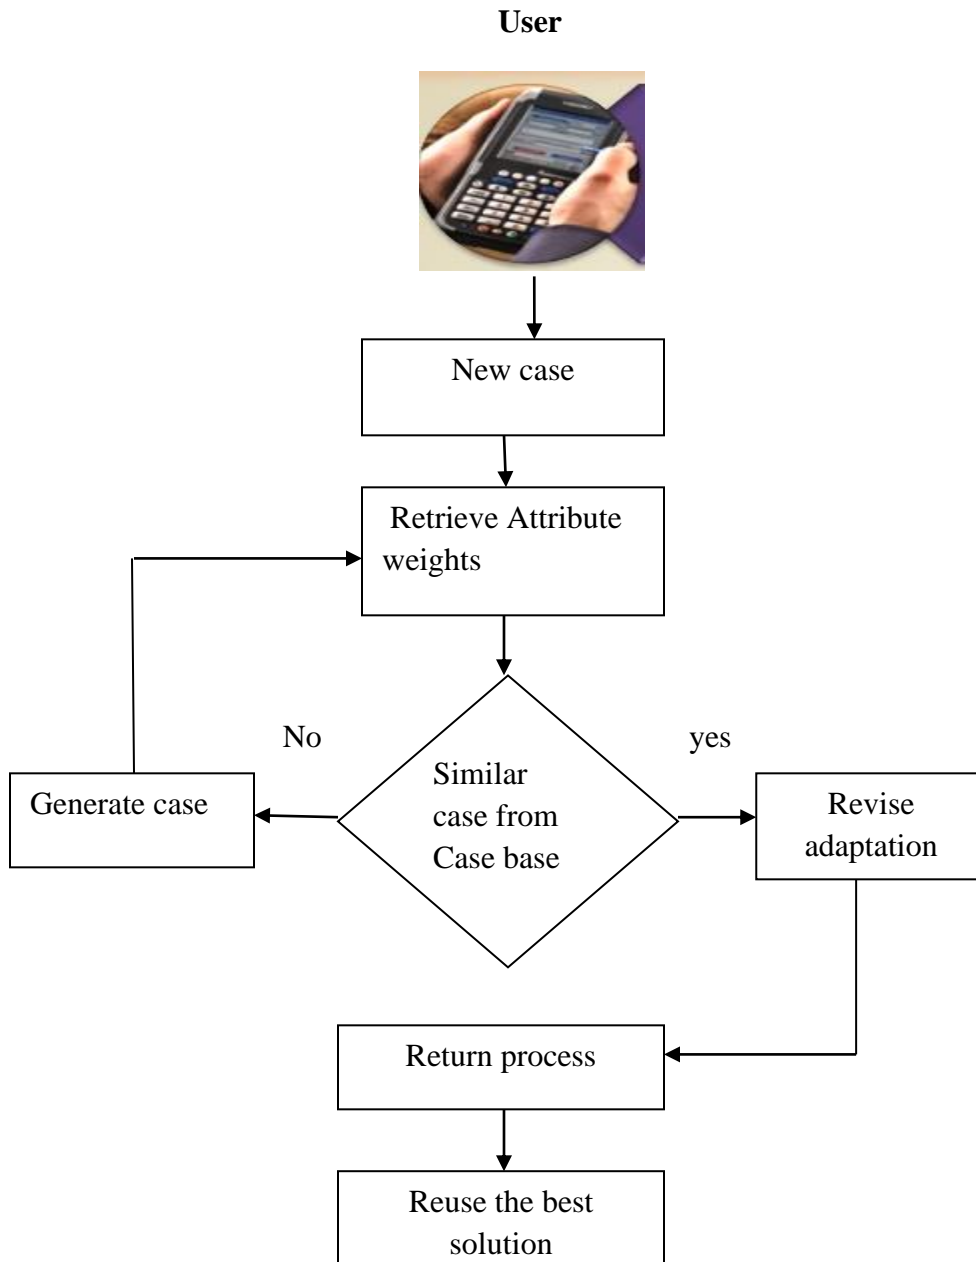 User
New case
Retrieve Attribute
weights
No
yes
Similar
case from
Case base
Generate case
Revise
adaptation
Return process
Reuse the best
solution